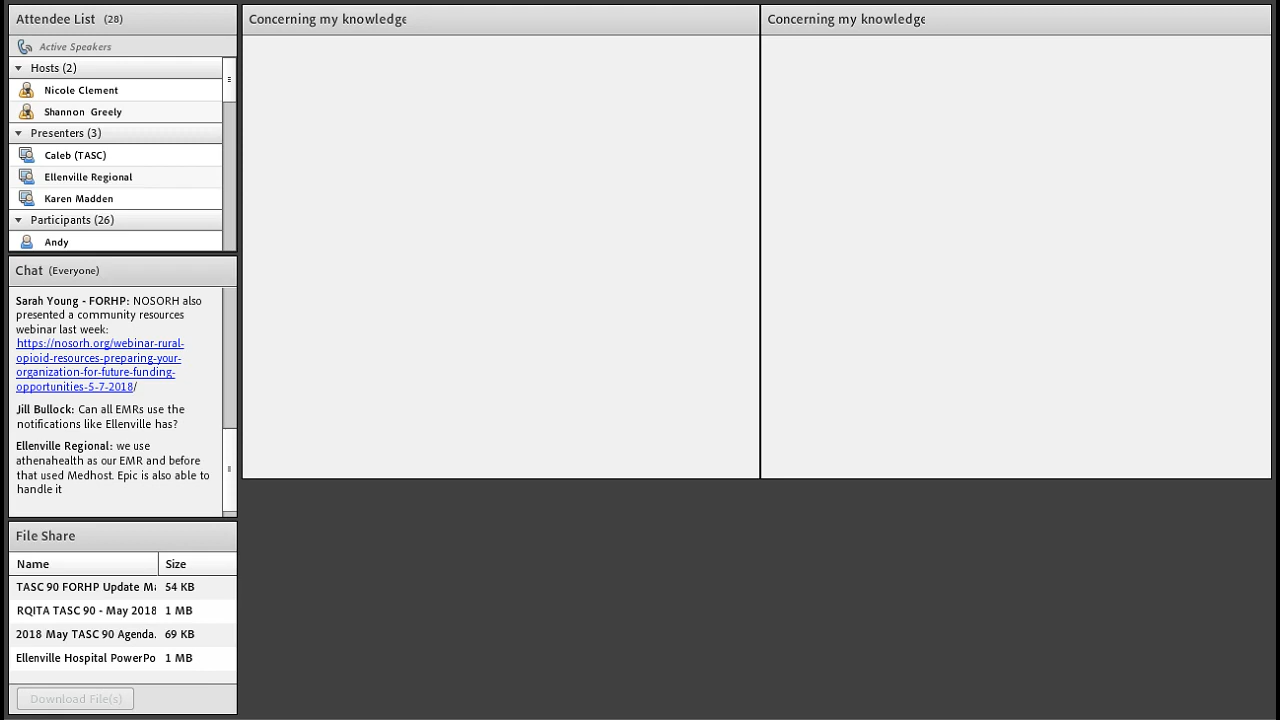 Attendee List (28)
Active Speakers
Hosts (2)
Nicole Clement
Shannon Greely
Presenters (3)
Caleb (TASC)
Ellenville Regional
Karen Madden
Participants (26)
Andy
Chat (Everyone)
Sarah Young - FORHP: NOSORH also
presented a community resources
webinar last week:
https://nosorh.org/webinar-rural-
opioid-resources-preparing-your-
organization-for-future-funding-
opportunities-5-7-2018/
Jill Bullock: Can all EMRs use the
notifications like Ellenville has?
Ellenville Regional: we use
athenahealth as our EMR and before
that used Medhost. Epic is also able to
handle it
File Share
Name Size
TASC 90 FORHP Update Ma 54 KB
RQITA TASC 90 - May 2018 1 MB
2018 May TASC 90 Agenda. 69 KB
Ellenville Hospital PowerPo 1 MB
Download File(s)
Concerning my knowledge
Concerning my knowledge